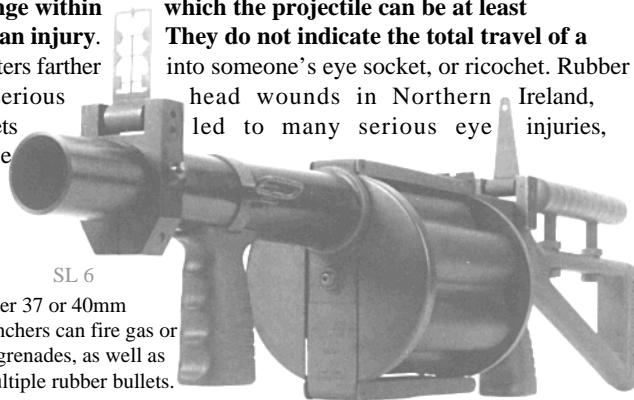 nge within which the projectile can be at least
an injury. They do not indicate the total travel of a
ters farther into someone’s eye socket, or ricochet. Rubber
erious head wounds in Northern Ireland,
ets led to many serious eye injuries,
e
SL 6
er 37 or 40mm
nchers can fire gas or
grenades, as well as
ultiple rubber bullets.